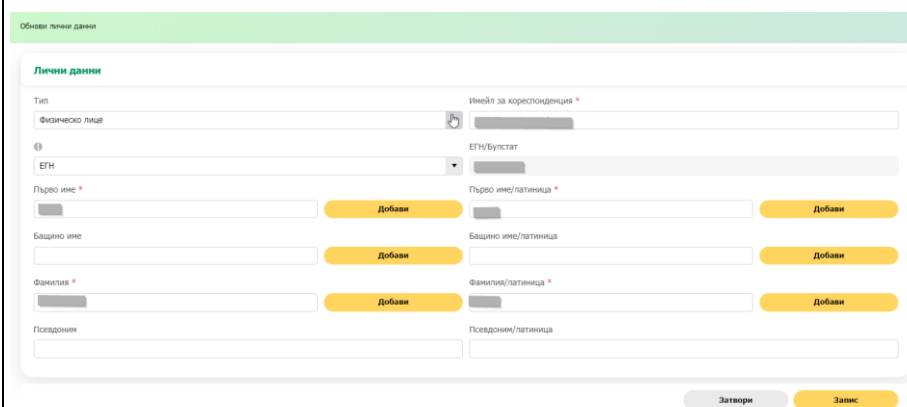 Обнови лични данни
Лични данни
Тип Имейл за кореспонденция *
Физическо лице
ЕГН/Булстат
ЕГН
Първо име * Първо име/латиница *
Добави Добави
Бащино име Бащино име/латиница
Добави Добави
Фамилия * Фамилия/латиница *
Добави Добави
Псевдоним Псевдоним/латиница
Затвори Запис